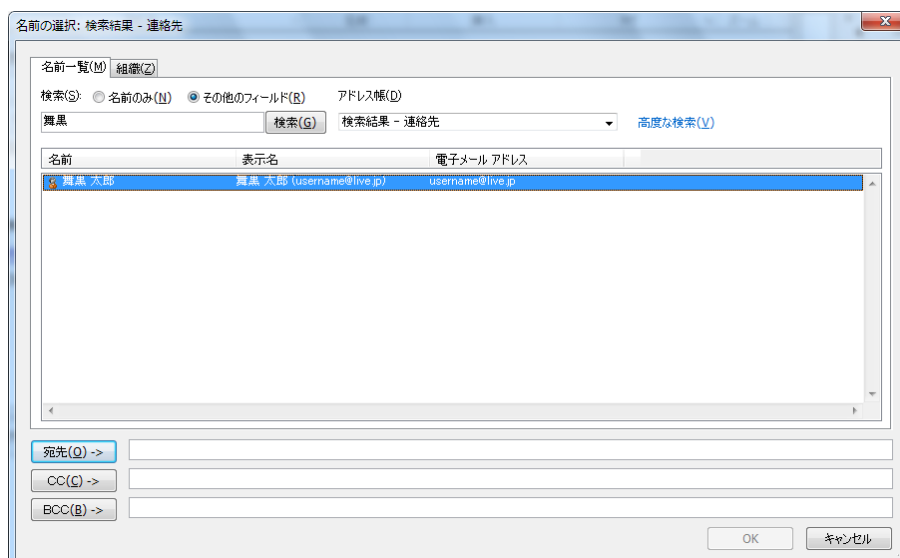 名前の選択: 検索結果 - 連絡先
名前一覧(M) 組織(Z)
検索(S): 名前のみ(N) その他のフィールド(R) アドレス帳(D)
舞黒 検索(G) 検索結果 - 連絡先 高度な検索(V)
名前 表示名 電子メール アドレス
舞黒 太郎 舞黒 太郎 (username@live.jp) username@live.jp
宛先(O) ->
CC(C) ->
BCC(B) ->
OK キャンセル